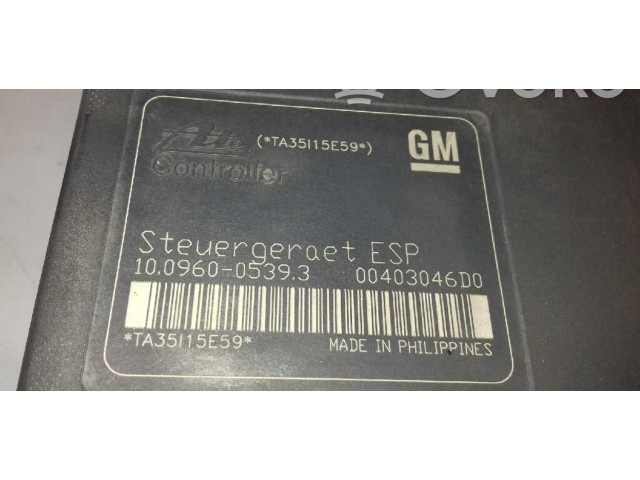 Ate (*TA35I15E59*) GM
Controller
Steuergeraet ESP
10.0960-0539.3 00403046D0
*TA35I15E59* MADE IN PHILIPPINES